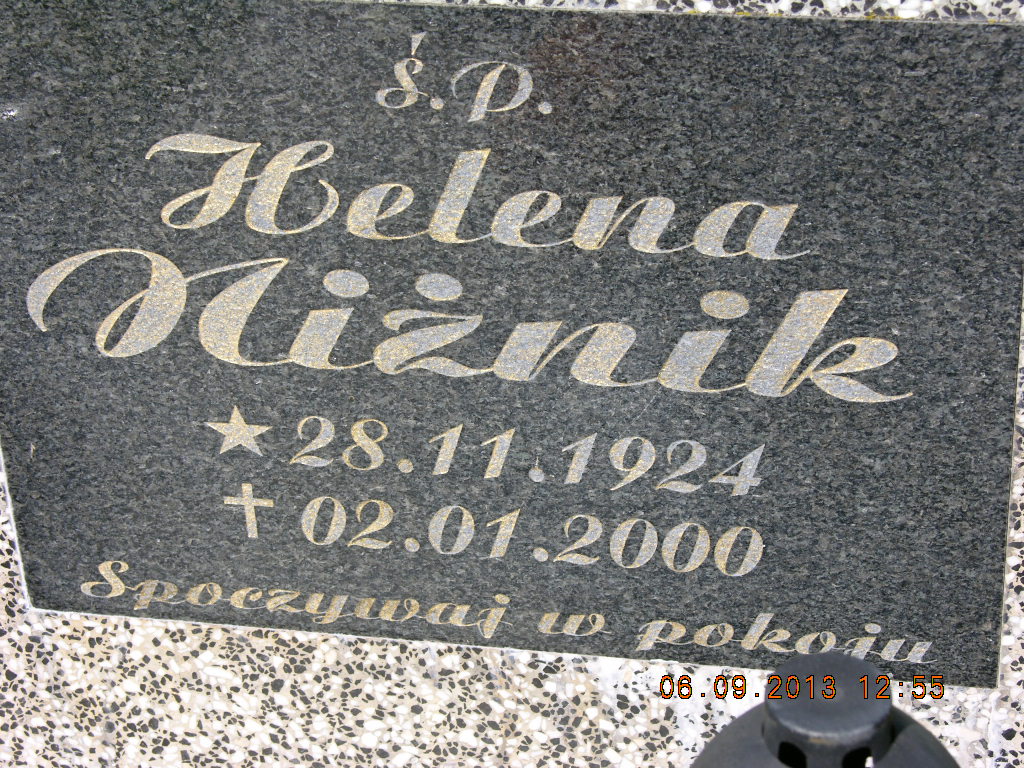 ś.p.
Helena
Niżnik
★ 28.11.1924
✝ 02.01.2000
Spoczywaj w pokoju
06.09.2013 12:55